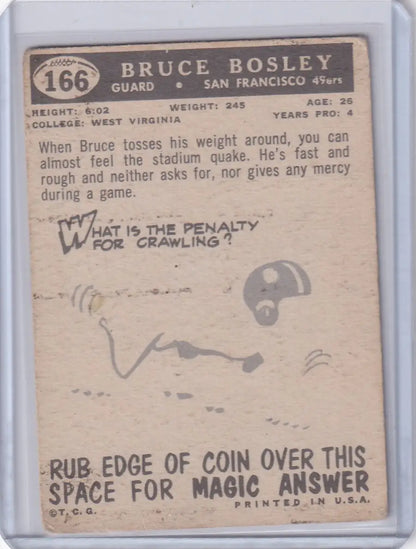 166
BRUCE BOSLEY
GUARD • SAN FRANCISCO 49ers
HEIGHT: 6:02 WEIGHT: 245 AGE: 26
COLLEGE: WEST VIRGINIA YEARS PRO: 4
When Bruce tosses his weight around, you can
almost feel the stadium quake. He's fast and
rough and neither asks for, nor gives any mercy
during a game.
WHAT IS THE PENALTY
FOR CRAWLING?
RUB EDGE OF COIN OVER THIS
SPACE FOR MAGIC ANSWER
©T.C.G. PRINTED IN U.S.A.